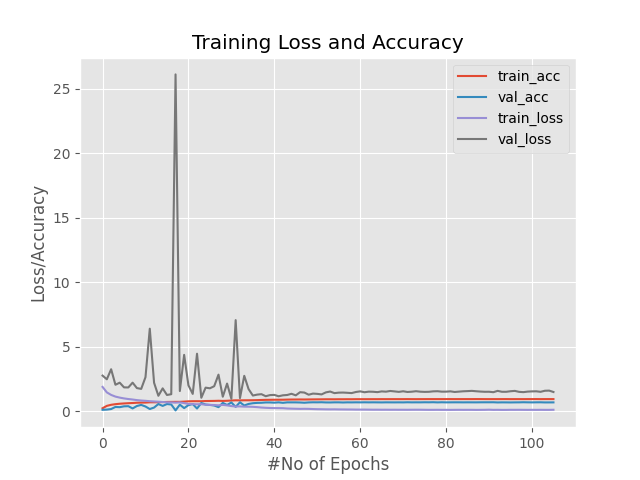 Training Loss and Accuracy
train_acc
val_acc
train_loss
val_loss
25
20
15
10
5
0
Loss/Accuracy
0 20 40 60 80 100
#No of Epochs